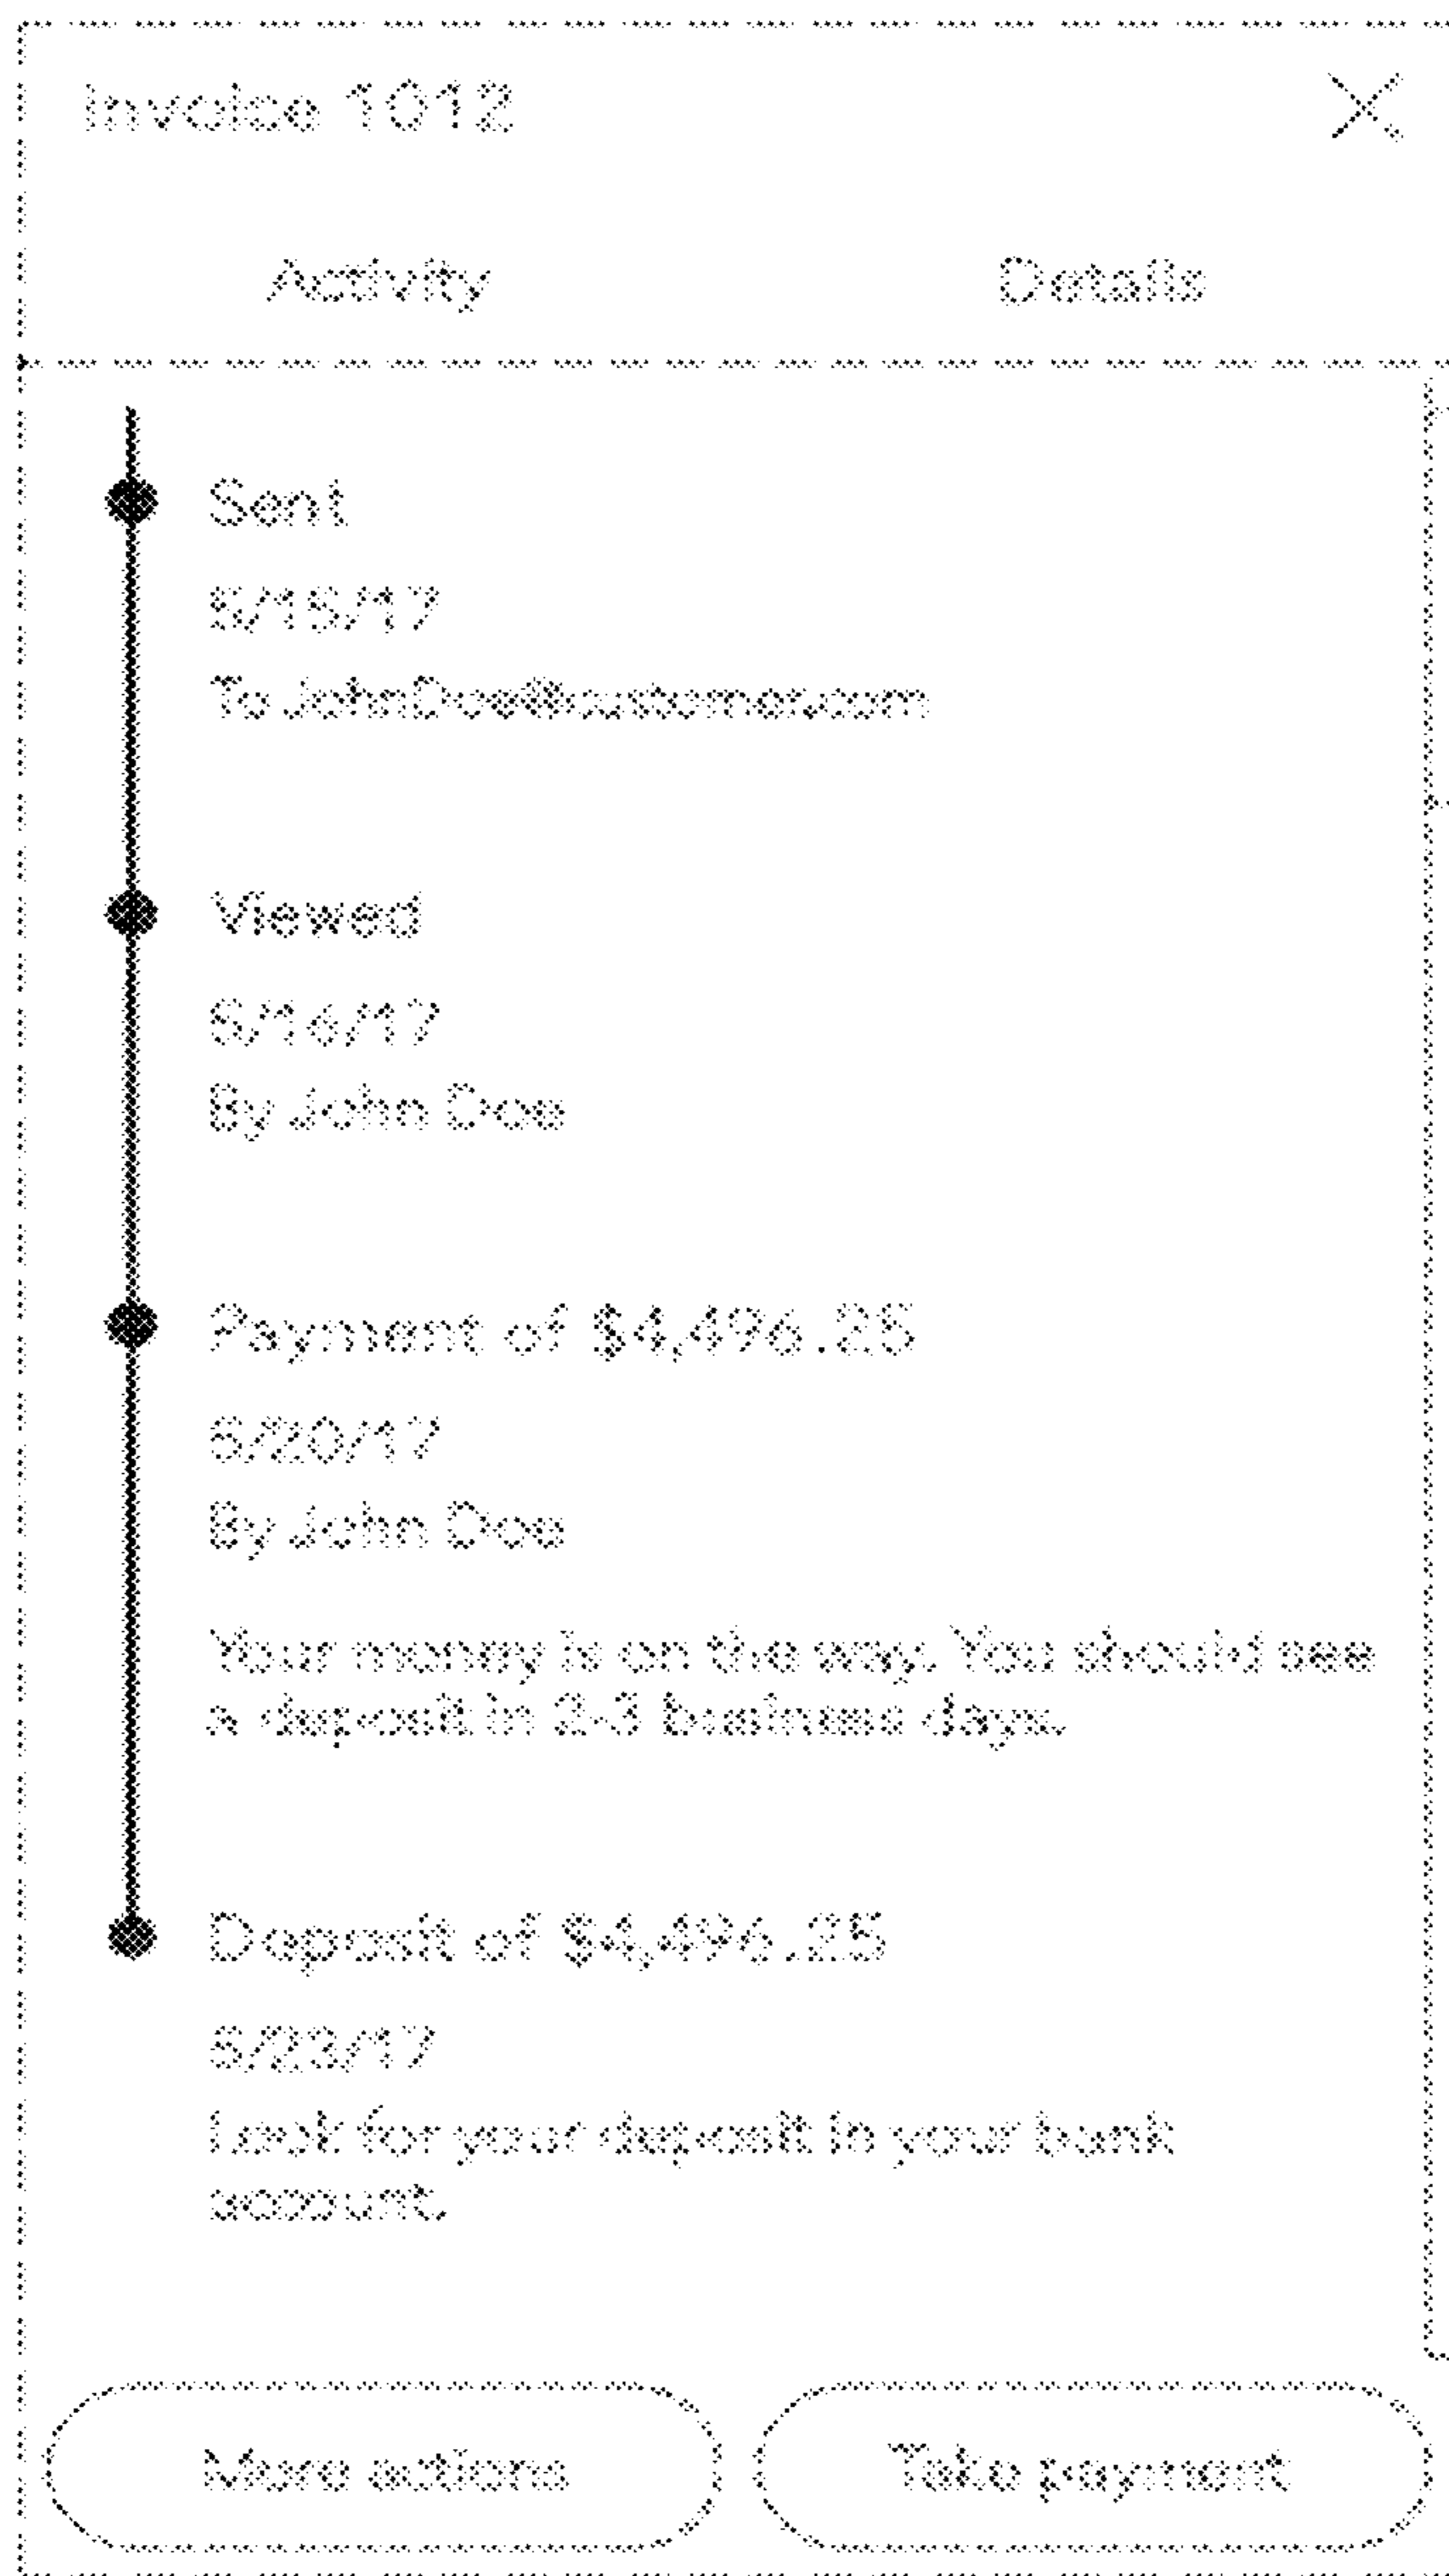 Invoice 1012
Activity Details
Sent
5/15/17
To JohnDoe@customer.com
Viewed
5/16/17
By John Doe
Payment of $4,496.25
5/20/17
By John Doe
Your money is on the way. You should see
a deposit in 2-3 business days.
Deposit of $4,496.25
5/23/17
Look for your deposit in your bank
account.
More actions Take payment